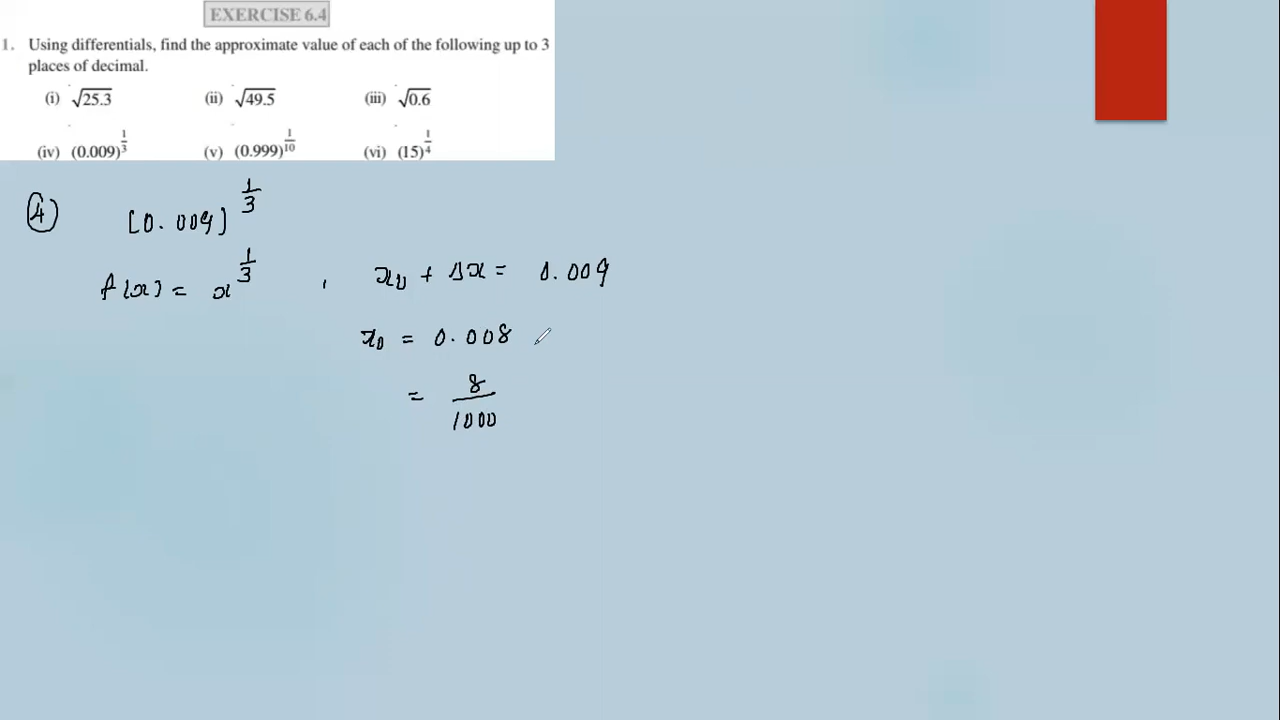 EXERCISE 6.4
1. Using differentials, find the approximate value of each of the following up to 3
places of decimal.
(i) √25.3 (ii) √49.5 (iii) √0.6
(iv) (0.009)^(1/3) (v) (0.999)^(1/10) (vi) (15)^(1/4)
(4) [0.009]^(1/3)
f(x) = x^(1/3) , x₀ + Δx = 0.009
x₀ = 0.008
= 8/1000